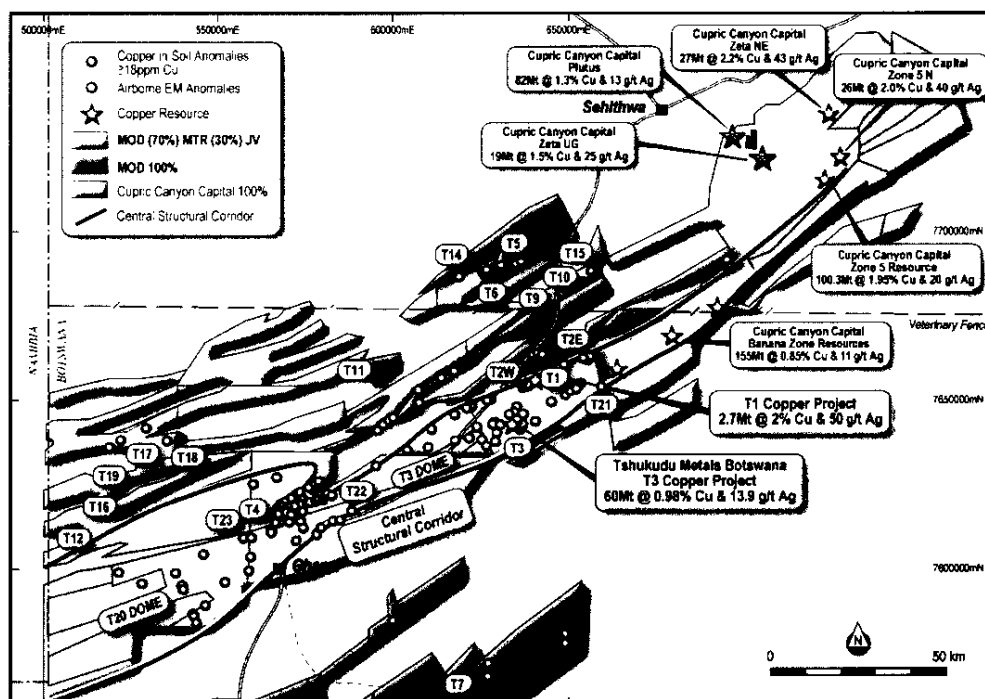 500000mE
550000mE
600000mE
650000mE
Copper in Soil Anomalies
±18ppm Cu
Airborne EM Anomalies
Copper Resource
MOD (70%) MTR (30%) JV
MOD 100%
Cupric Canyon Capital 100%
Central Structural Corridor
Cupric Canyon Capital
Plutus
82Mt @ 1.3% Cu & 13 g/t Ag
Cupric Canyon Capital
Zeta NE
27Mt @ 2.2% Cu & 43 g/t Ag
Cupric Canyon Capital
Zone 5 N
26Mt @ 2.0% Cu & 40 g/t Ag
Sehithwa
Cupric Canyon Capital
Zeta UG
19Mt @ 1.5% Cu & 25 g/t Ag
7700000mN
Cupric Canyon Capital
Zone 5 Resource
100.3Mt @ 1.95% Cu & 20 g/t Ag
T14
T5
T15
T10
T6
T9
NAMIBIA
BOTSWANA
Veterinary Fence
Cupric Canyon Capital
Banana Zone Resources
155Mt @ 0.85% Cu & 11 g/t Ag
T2E
T11
T2W
T1
T21
7650000mN
T1 Copper Project
2.7Mt @ 2% Cu & 50 g/t Ag
T3
T17
T18
T19
T3 DOME
Tshukudu Metals Botswana
T3 Copper Project
60Mt @ 0.98% Cu & 13.9 g/t Ag
T16
T22
T4
T23
T12
Central
Structural Corridor
7600000mN
T20 DOME
T7
N
0
50 km